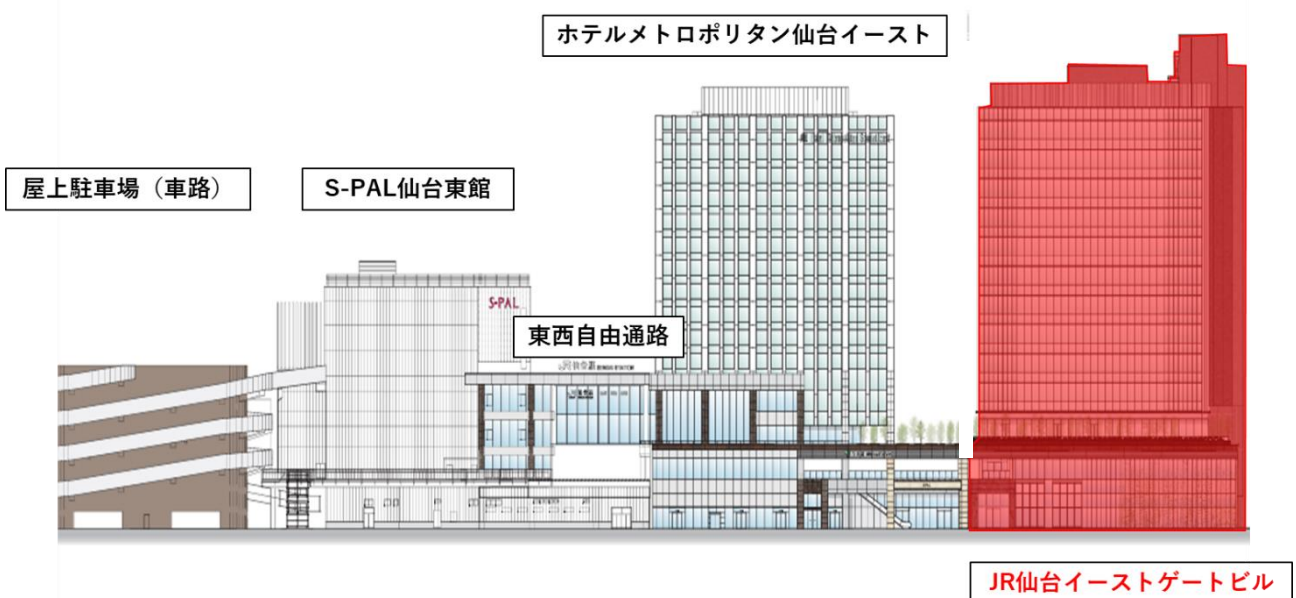 ホテルメトロポリタン仙台イースト
屋上駐車場（車路）
S-PAL仙台東館
S-PAL
東西自由通路
JR仙台イーストゲートビル